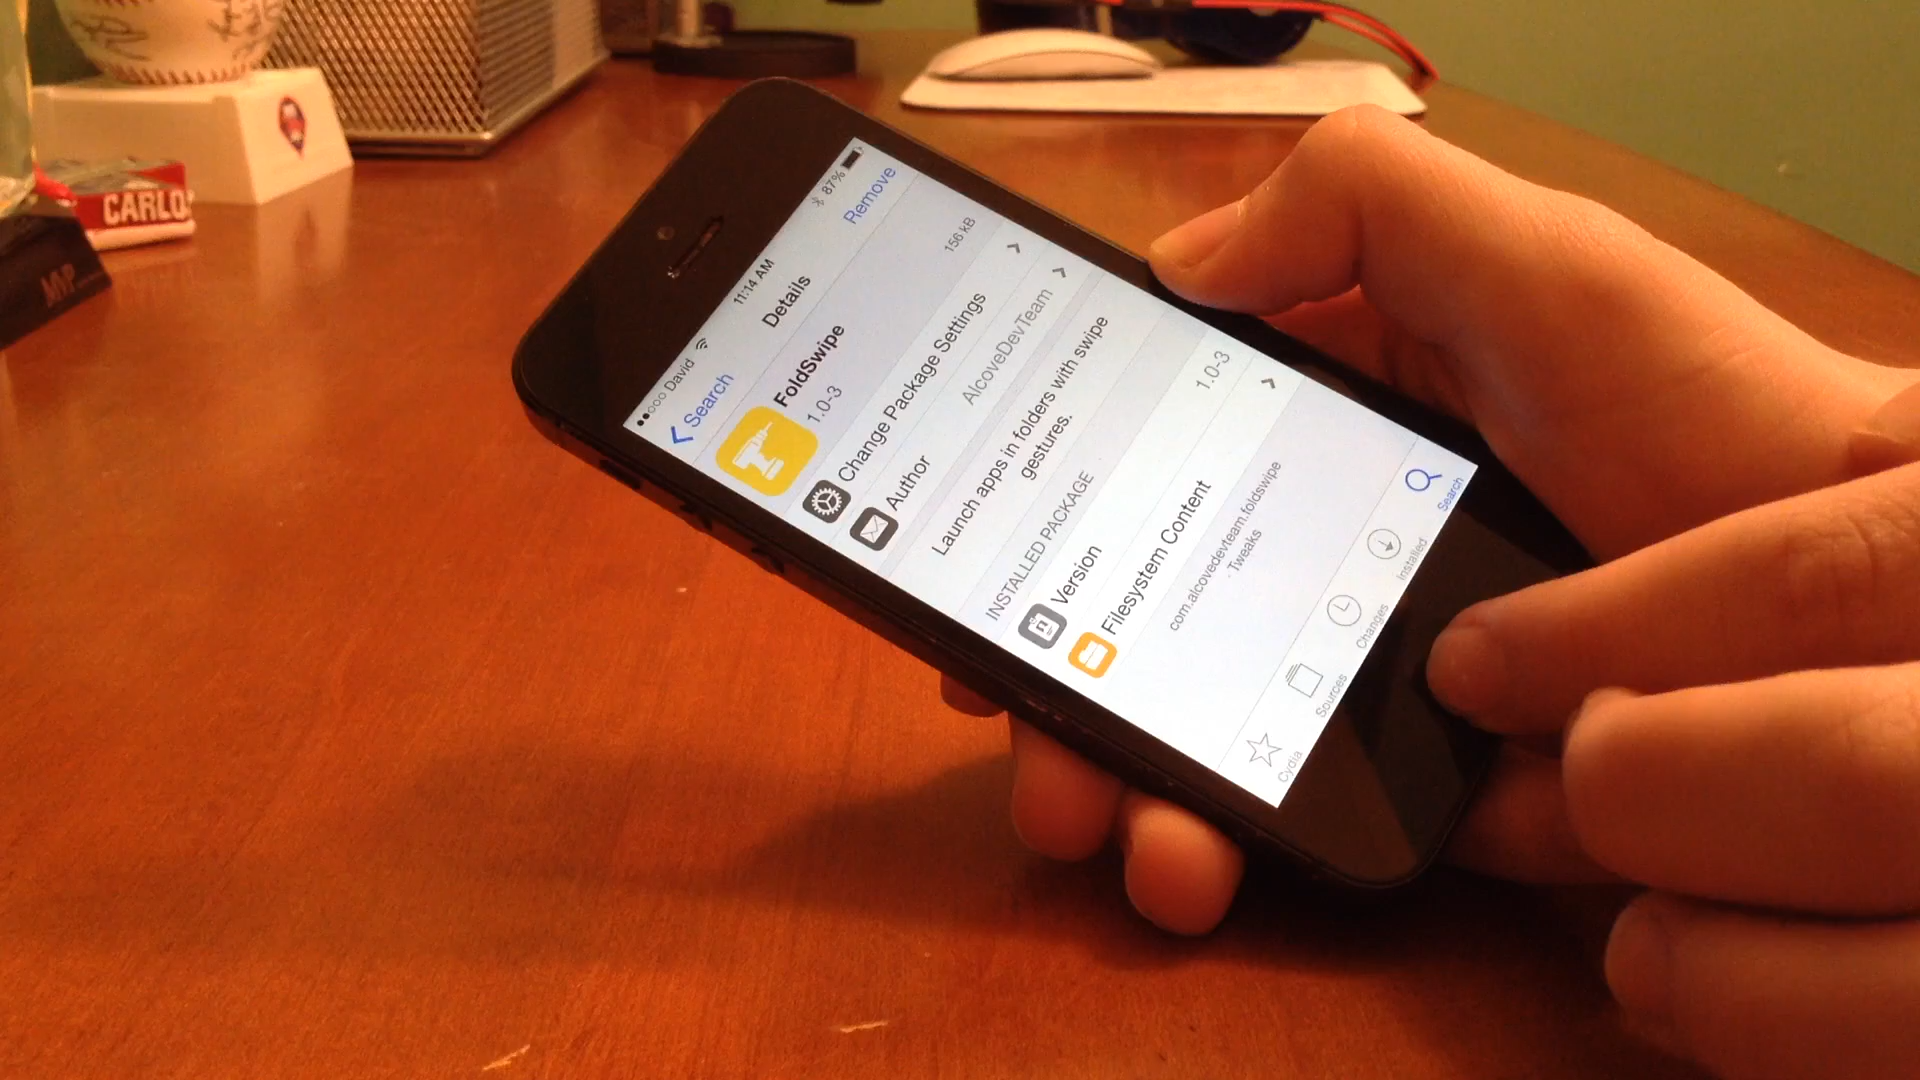 ●●○○○ David 11:14 AM 87%
Search Details Remove
FoldSwipe
1.0-3 156 kB
Change Package Settings
Author AlcoveDevTeam
Launch apps in folders with swipe
gestures.
INSTALLED PACKAGE
Version 1.0-3
Filesystem Content
com.alcovedevteam.foldswipe
· Tweaks
Cydia Sources Changes Installed Search
CARLO
MVP